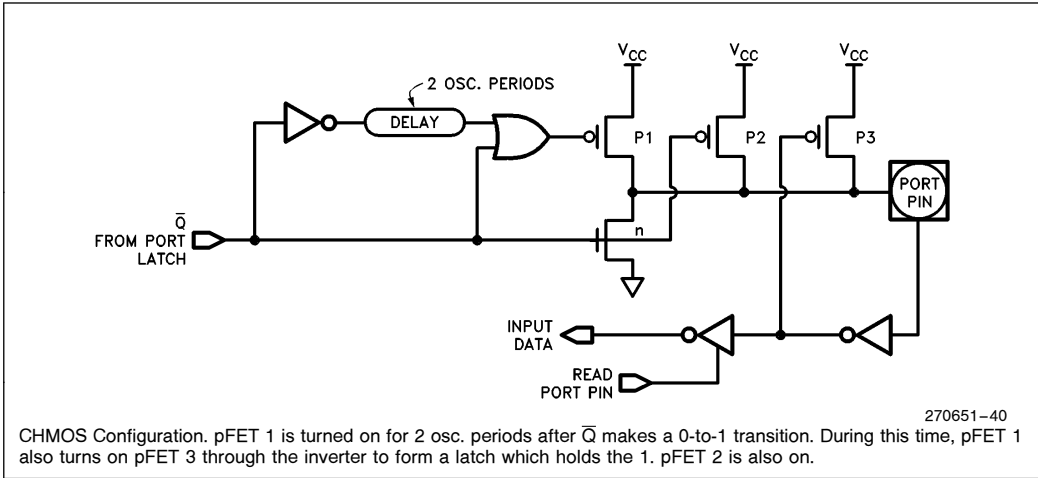 V_CC V_CC V_CC
2 OSC. PERIODS
DELAY
P1 P2 P3
PORT
PIN
Q̅
FROM PORT
LATCH
n
INPUT
DATA
READ
PORT PIN
270651–40
CHMOS Configuration. pFET 1 is turned on for 2 osc. periods after Q̅ makes a 0-to-1 transition. During this time, pFET 1
also turns on pFET 3 through the inverter to form a latch which holds the 1. pFET 2 is also on.